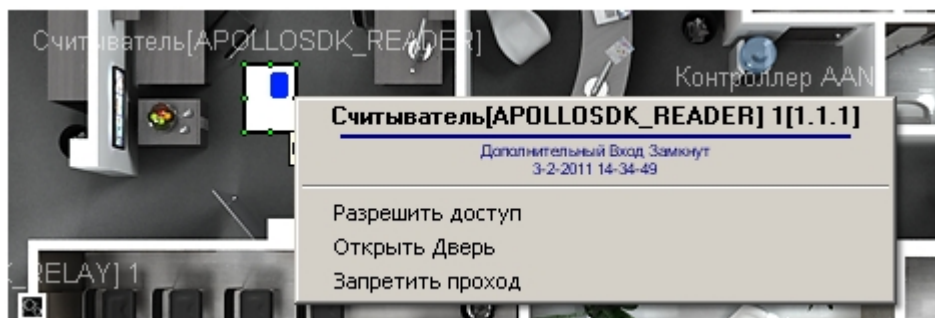 Считыватель[APOLLOSDK_READER]
Контроллер AAN
Считыватель[APOLLOSDK_READER] 1[1.1.1]
Дополнительный Вход Замкнут
3-2-2011 14-34-49
Разрешить доступ
Открыть Дверь
Запретить проход
_RELAY] 1